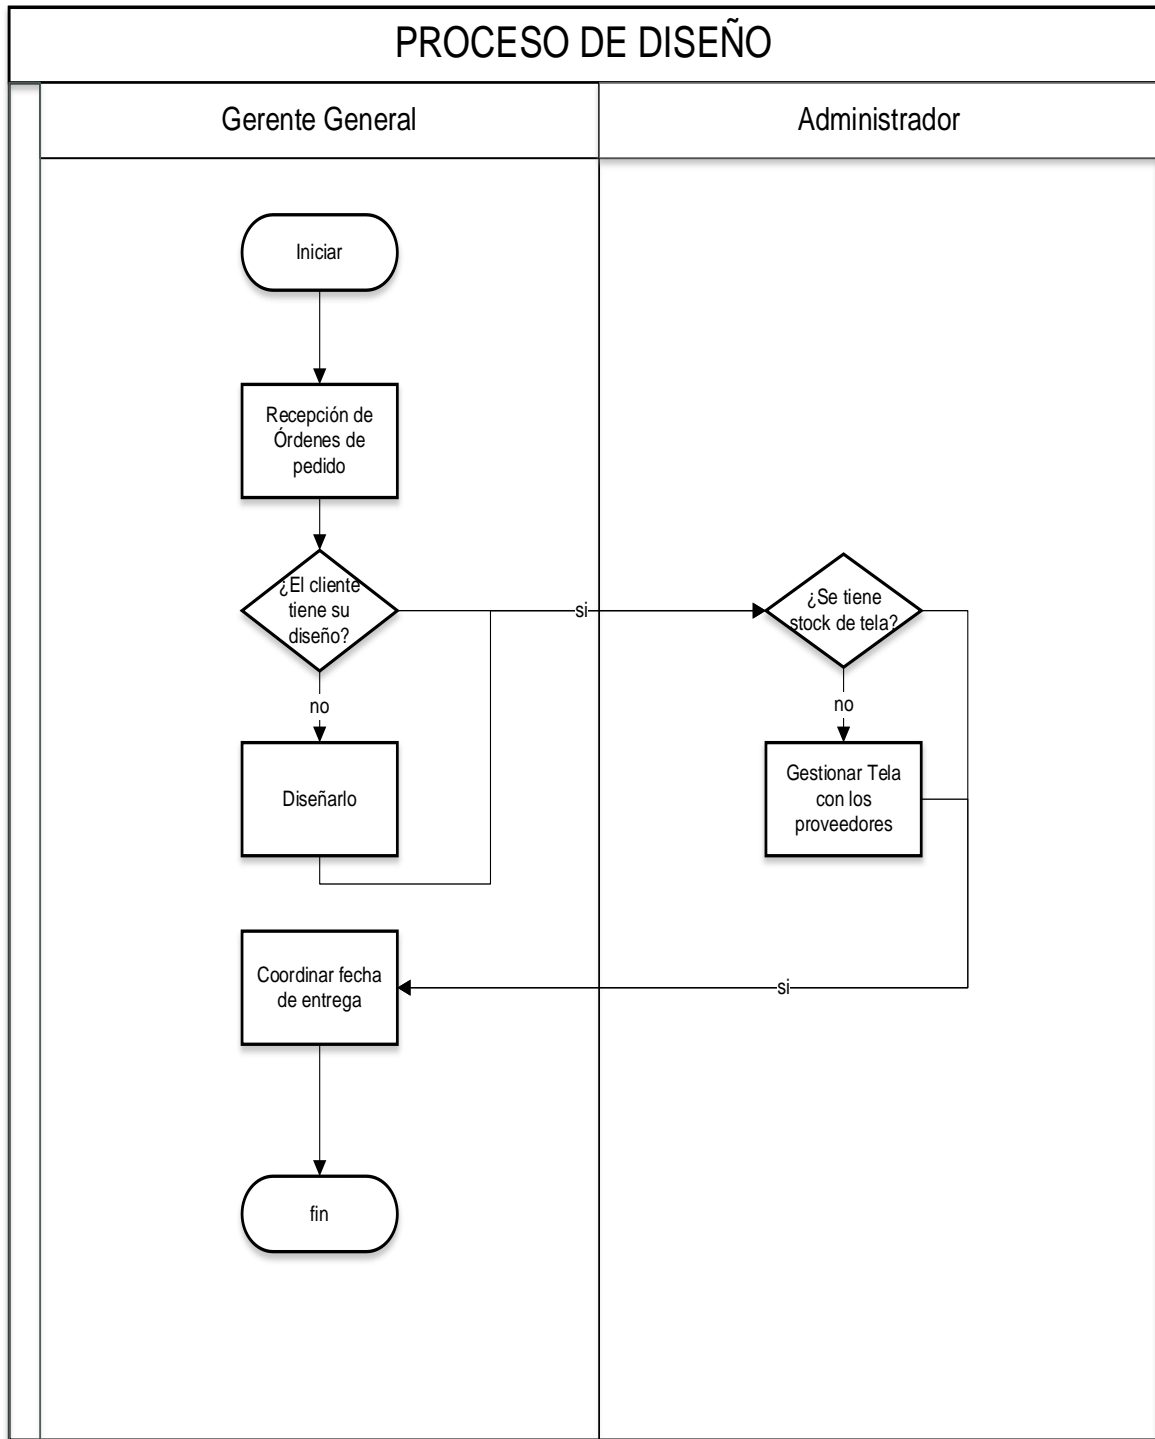 PROCESO DE DISEÑO
Gerente General
Administrador
Iniciar
Recepción de
Órdenes de
pedido
¿El cliente
tiene su
diseño?
si
¿Se tiene
stock de tela?
no
no
Diseñarlo
Gestionar Tela
con los
proveedores
Coordinar fecha
de entrega
si
fin